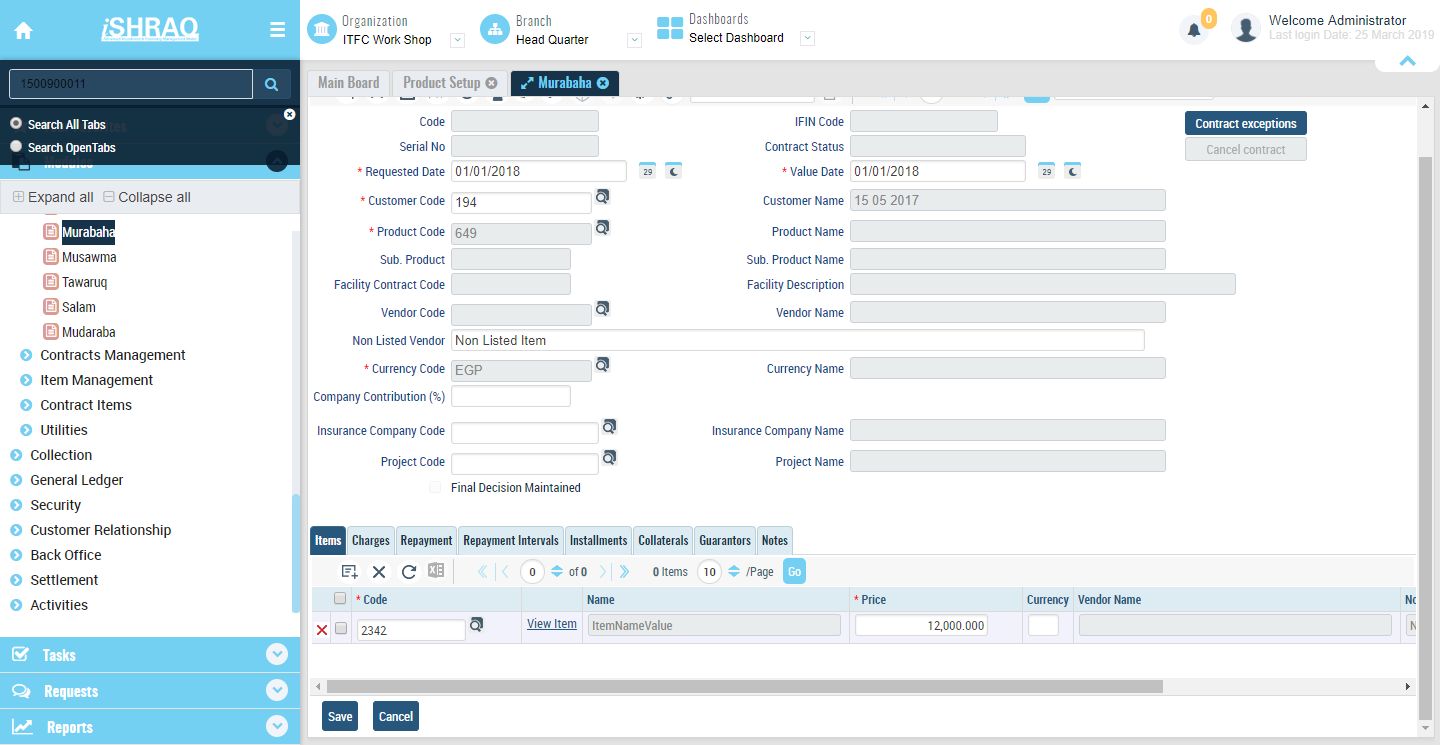 iSHRAQ
Organization
ITFC Work Shop
Branch
Head Quarter
Dashboards
Select Dashboard
0
Welcome Administrator
Last login Date: 25 March 2019
1500900011
Search All Tabs
Search OpenTabs
Modules
Expand all
Collapse all
Murabaha
Musawma
Tawaruq
Salam
Mudaraba
Contracts Management
Item Management
Contract Items
Utilities
Collection
General Ledger
Security
Customer Relationship
Back Office
Settlement
Activities
Tasks
Requests
Reports
Main Board
Product Setup
Murabaha
Code
IFIN Code
Contract exceptions
Serial No
Contract Status
Cancel contract
* Requested Date 01/01/2018 29
* Value Date 01/01/2018 29
* Customer Code 194
Customer Name 15 05 2017
* Product Code 649
Product Name
Sub. Product
Sub. Product Name
Facility Contract Code
Facility Description
Vendor Code
Vendor Name
Non Listed Vendor Non Listed Item
* Currency Code EGP
Currency Name
Company Contribution (%)
Insurance Company Code
Insurance Company Name
Project Code
Project Name
Final Decision Maintained
Items Charges Repayment Repayment Intervals Installments Collaterals Guarantors Notes
0 of 0 0 Items 10 /Page Go
* Code Name * Price Currency Vendor Name No
2342 View Item ItemNameValue 12,000.000 N
Save Cancel